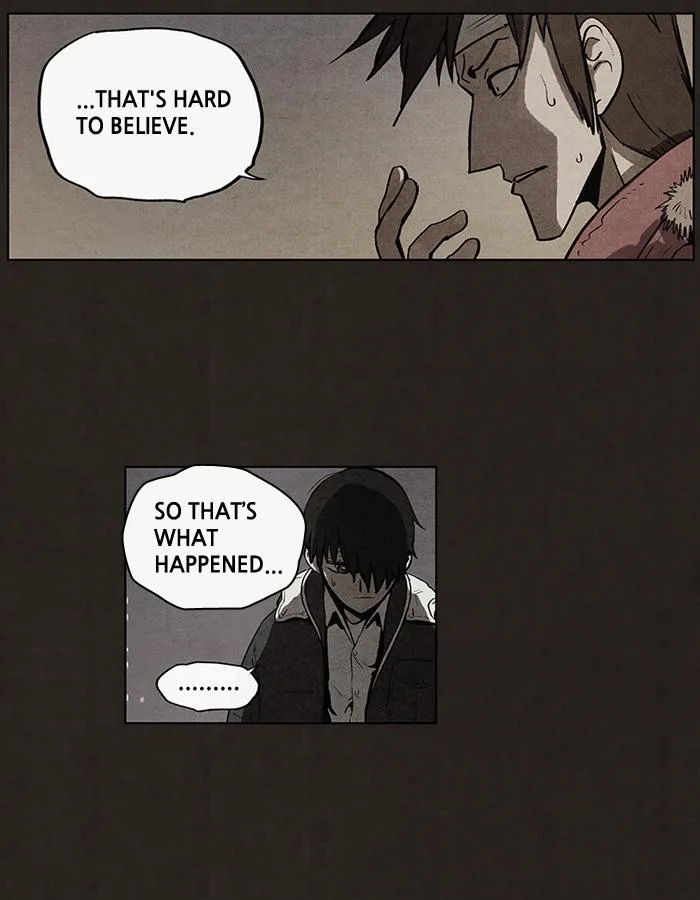 ...THAT'S HARD
TO BELIEVE.
SO THAT'S
WHAT
HAPPENED...
.........